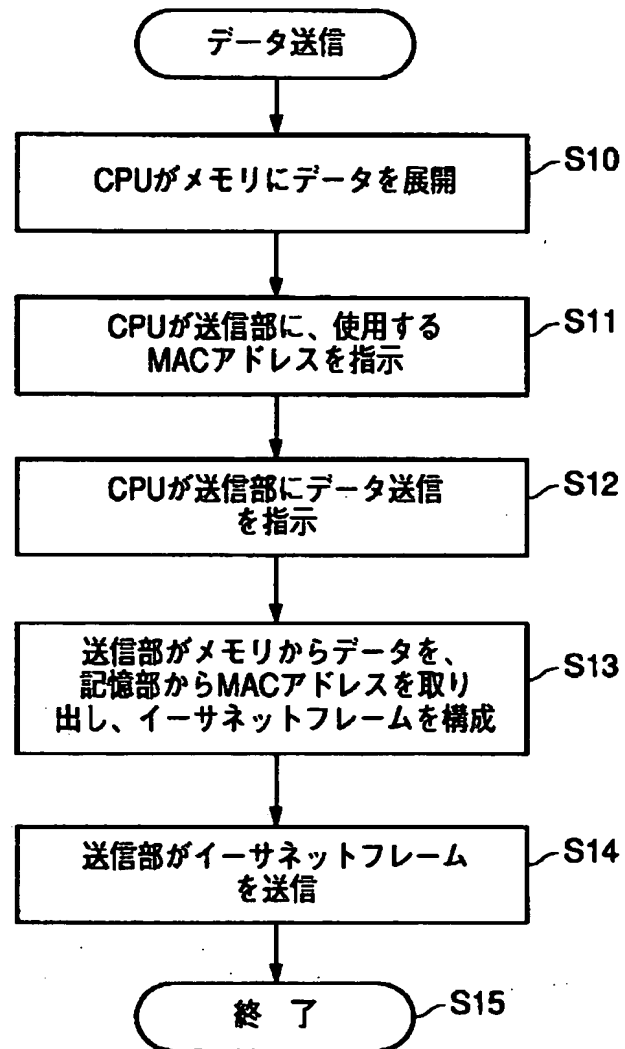 データ送信
CPUがメモリにデータを展開
S10
CPUが送信部に、使用する
MACアドレスを指示
S11
CPUが送信部にデータ送信
を指示
S12
送信部がメモリからデータを、
記憶部からMACアドレスを取り
出し、イーサネットフレームを構成
S13
送信部がイーサネットフレーム
を送信
S14
終 了
S15